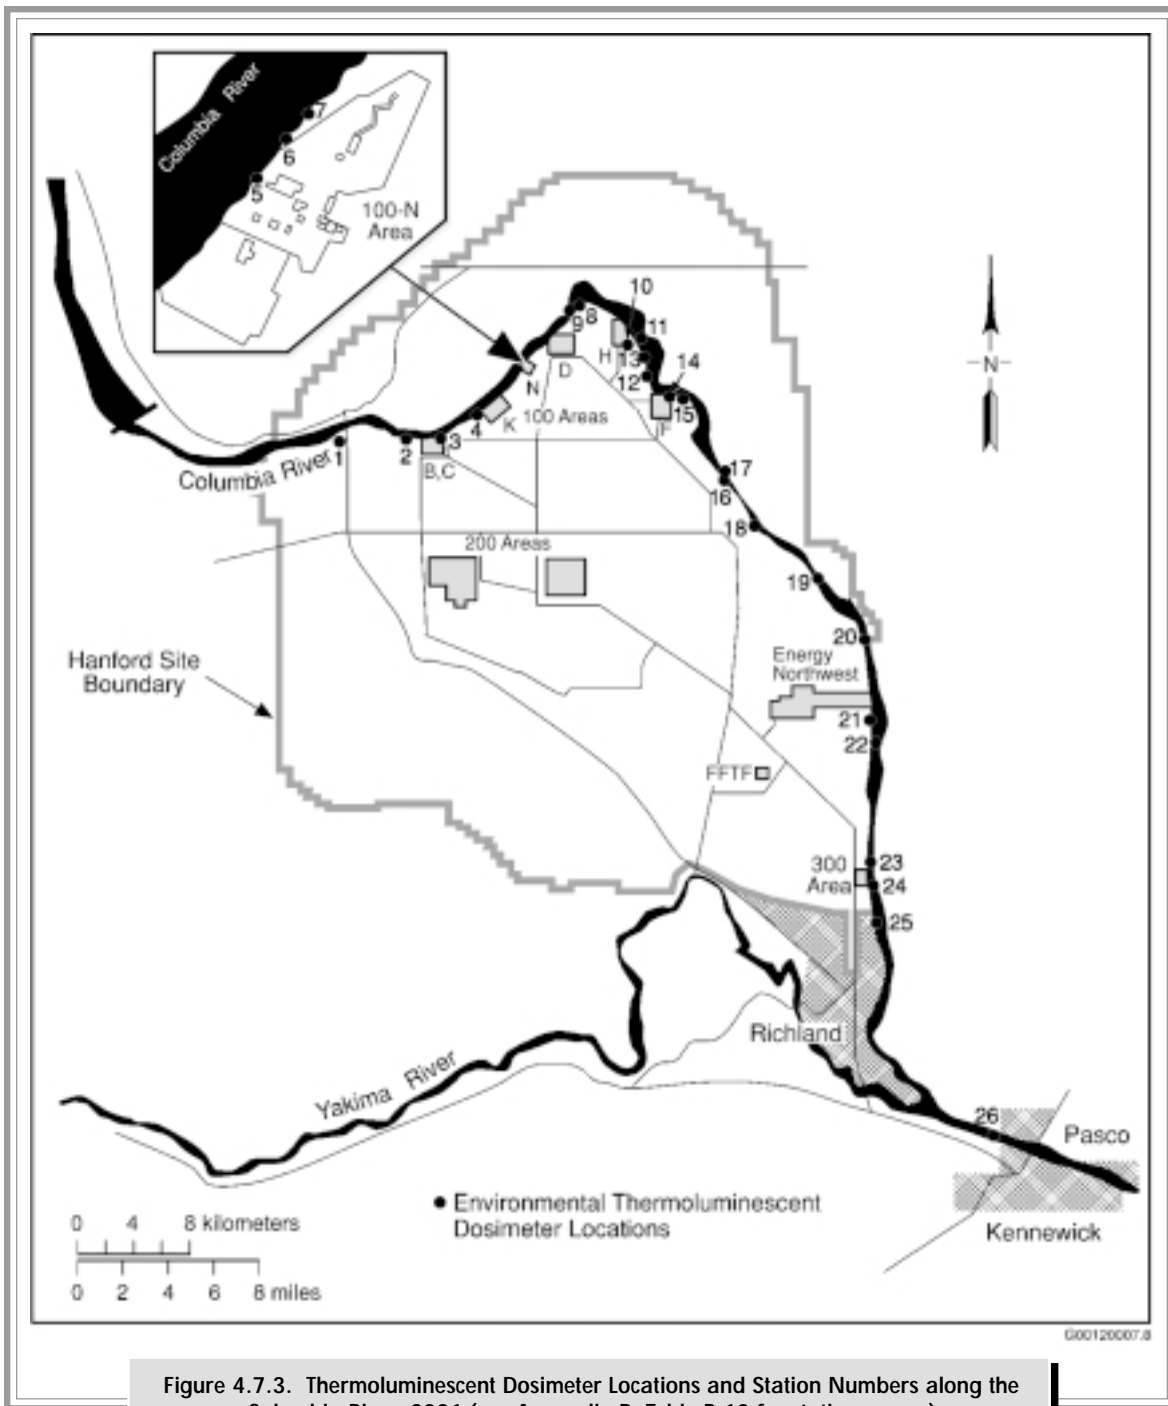 Columbia River
7
6
5
100-N
Area
10
8
9
11
H
13
14
D
12
N
15
4
K
100 Areas
F
3
1
2
B,C
17
Columbia River
16
18
200 Areas
19
20
Hanford Site
Boundary
Energy
Northwest
21
22
FFTF
23
300
Area
24
25
Richland
Yakima River
26
Pasco
Kennewick
N
Environmental Thermoluminescent
Dosimeter Locations
0 4 8 kilometers
0 2 4 6 8 miles
G00120007.8
Figure 4.7.3. Thermoluminescent Dosimeter Locations and Station Numbers along the